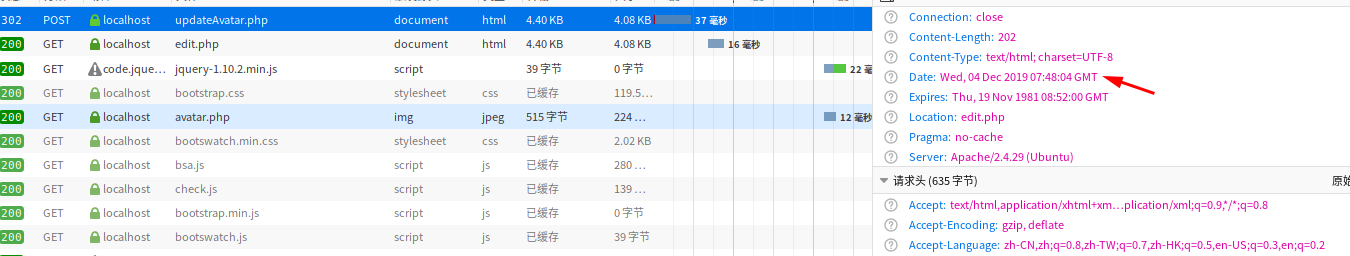 302 POST localhost updateAvatar.php document html 4.40 KB 4.08 KB 37 毫秒
200 GET localhost edit.php document html 4.40 KB 4.08 KB 16 毫秒
200 GET code.jque… jquery-1.10.2.min.js script js 39 字节 0 字节 22 毫
200 GET localhost bootstrap.css stylesheet css 已缓存 119.5…
200 GET localhost avatar.php img jpeg 515 字节 224 … 12 毫秒
200 GET localhost bootswatch.min.css stylesheet css 已缓存 2.02 KB
200 GET localhost bsa.js script js 已缓存 280 …
200 GET localhost check.js script js 已缓存 139 …
200 GET localhost bootstrap.min.js script js 已缓存 0 字节
200 GET localhost bootswatch.js script js 已缓存 39 字节
Connection: close
Content-Length: 202
Content-Type: text/html; charset=UTF-8
Date: Wed, 04 Dec 2019 07:48:04 GMT
Expires: Thu, 19 Nov 1981 08:52:00 GMT
Location: edit.php
Pragma: no-cache
Server: Apache/2.4.29 (Ubuntu)
请求头 (635 字节) 原始
Accept: text/html,application/xhtml+xm…plication/xml;q=0.9,*/*;q=0.8
Accept-Encoding: gzip, deflate
Accept-Language: zh-CN,zh;q=0.8,zh-TW;q=0.7,zh-HK;q=0.5,en-US;q=0.3,en;q=0.2